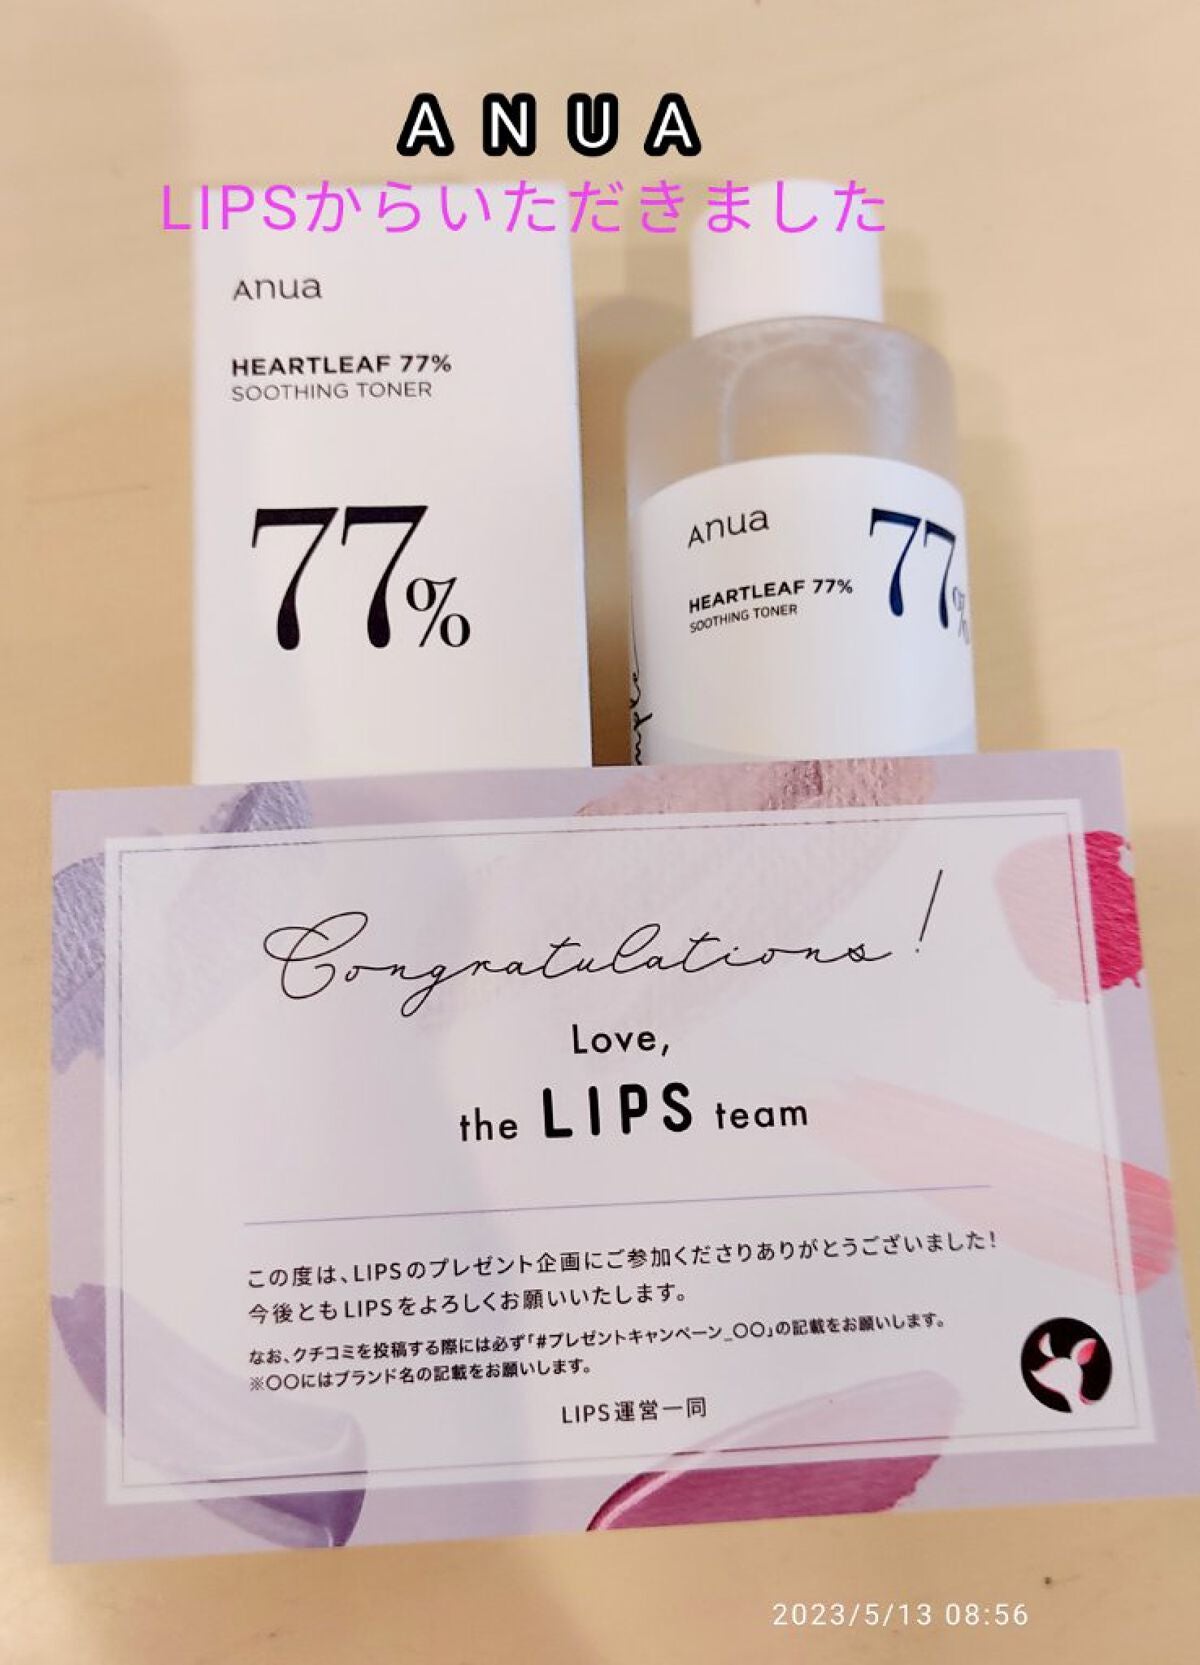 ANUA
LIPSからいただきました
Anua
HEARTLEAF 77%
SOOTHING TONER
77%
Anua
HEARTLEAF 77%
SOOTHING TONER
77%
Congratulations!
Love,
the LIPS team
この度は、LIPSのプレゼント企画にご参加くださりありがとうございました!
今後ともLIPSをよろしくお願いいたします。
なお、クチコミを投稿する際には必ず「#プレゼントキャンペーン_〇〇」の記載をお願いします。
※〇〇にはブランド名の記載をお願いします。
LIPS運営一同
2023/5/13 08:56